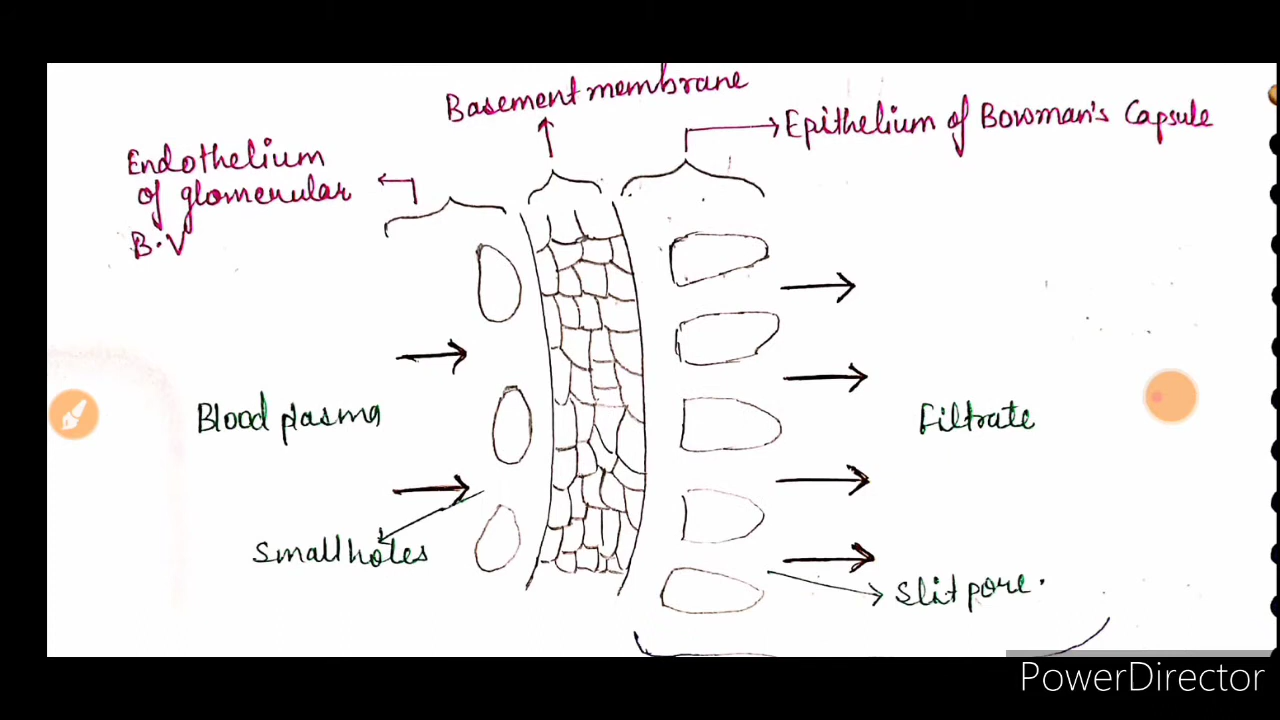 Basement membrane
Epithelium of Bowman's Capsule
Endothelium
of glomerular
B.V
Blood plasma
Filtrate
Small holes
Slit pore.
PowerDirector